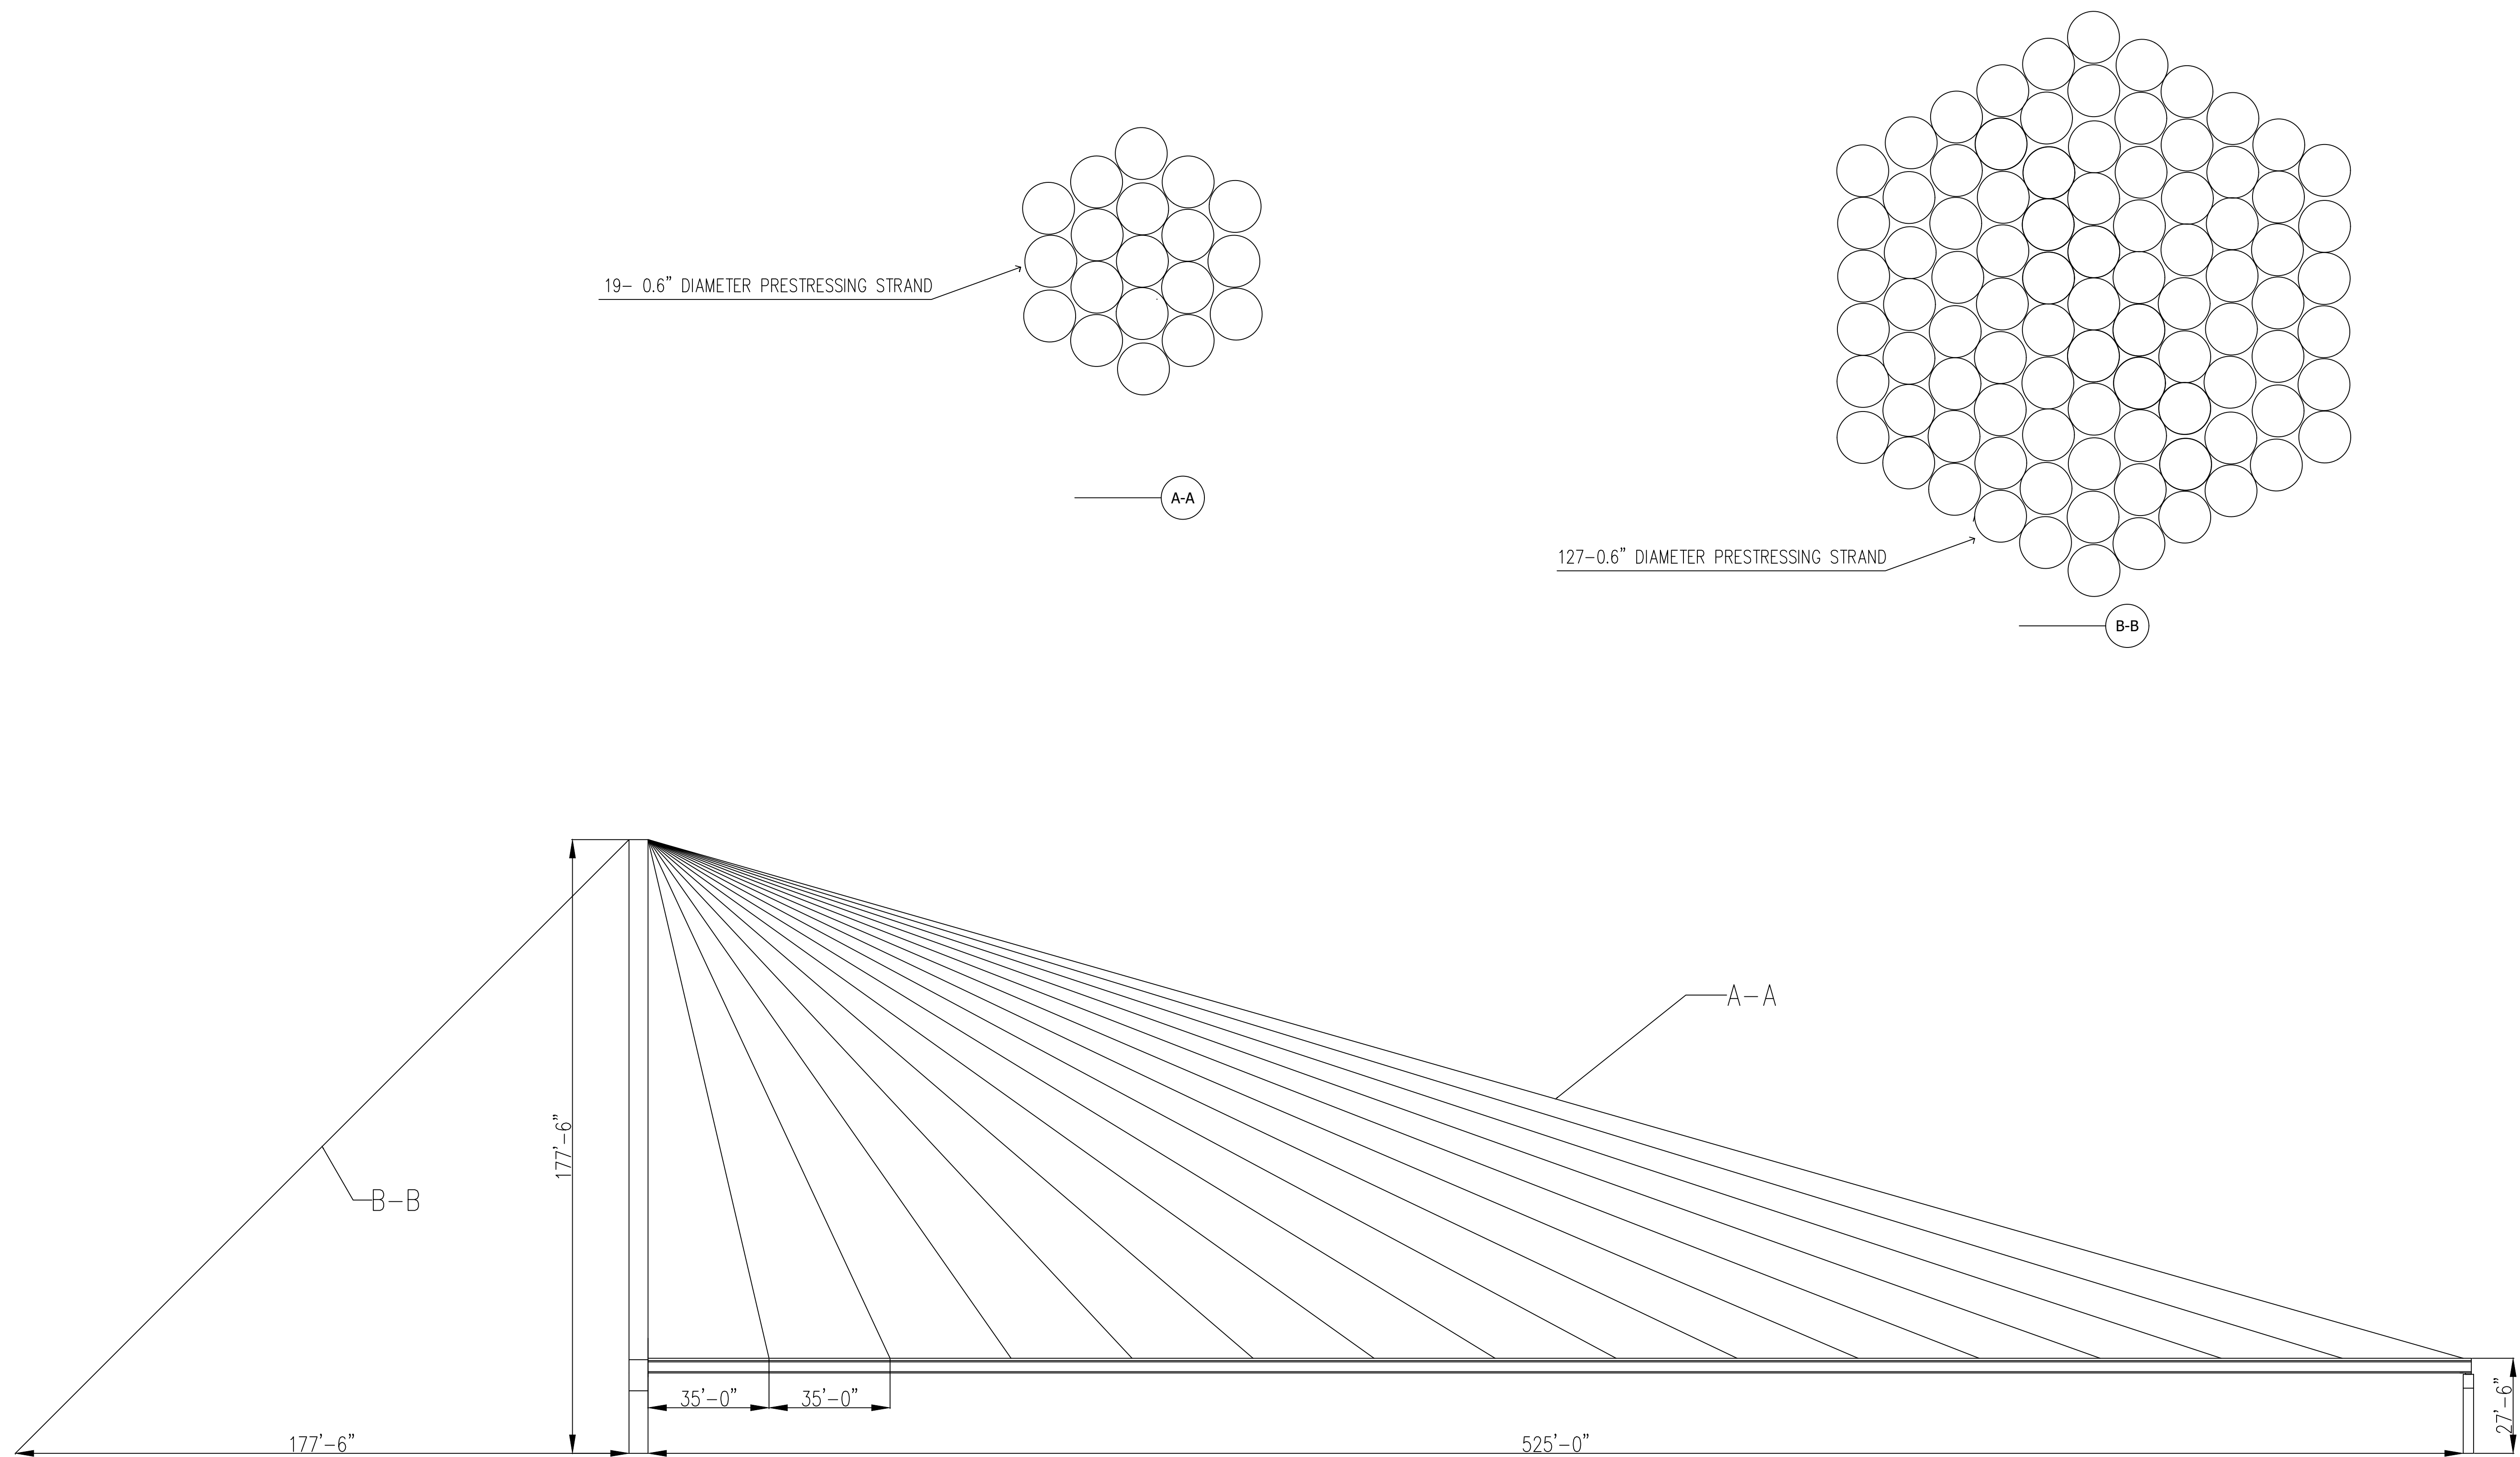 19- 0.6" DIAMETER PRESTRESSING STRAND
A-A
127-0.6" DIAMETER PRESTRESSING STRAND
B-B
A-A
B-B
177'-6"
35'-0"
35'-0"
177'-6"
525'-0"
27'-6"